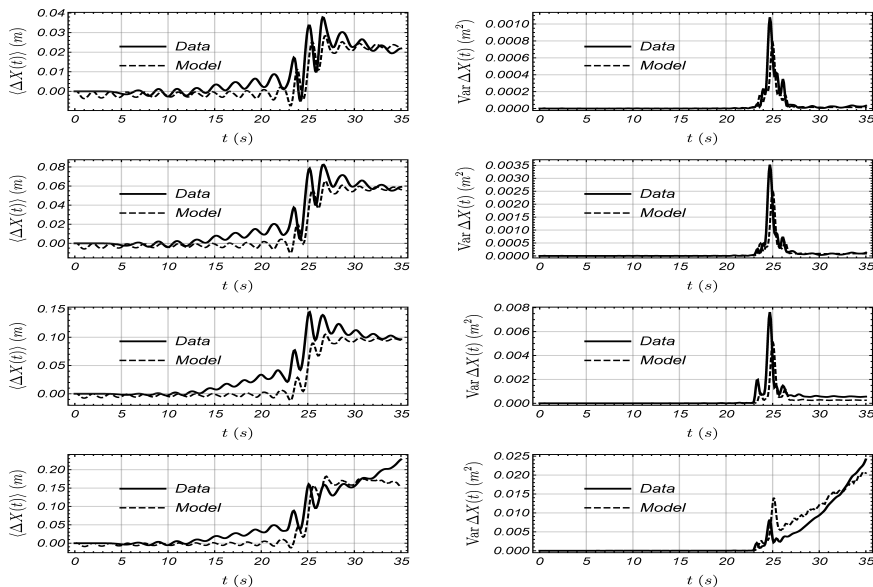 ⟨ΔX(t)⟩ (m)
0.04
0.03
0.02
0.01
0.00
Data
Model
0 5 10 15 20 25 30 35
t (s)
Var ΔX(t) (m²)
0.0010
0.0008
0.0006
0.0004
0.0002
0.0000
Data
Model
0 5 10 15 20 25 30 35
t (s)
⟨ΔX(t)⟩ (m)
0.08
0.06
0.04
0.02
0.00
Data
Model
0 5 10 15 20 25 30 35
t (s)
Var ΔX(t) (m²)
0.0035
0.0030
0.0025
0.0020
0.0015
0.0010
0.0005
0.0000
Data
Model
0 5 10 15 20 25 30 35
t (s)
⟨ΔX(t)⟩ (m)
0.15
0.10
0.05
0.00
Data
Model
0 5 10 15 20 25 30 35
t (s)
Var ΔX(t) (m²)
0.008
0.006
0.004
0.002
0.000
Data
Model
0 5 10 15 20 25 30 35
t (s)
⟨ΔX(t)⟩ (m)
0.20
0.15
0.10
0.05
0.00
Data
Model
0 5 10 15 20 25 30 35
t (s)
Var ΔX(t) (m²)
0.025
0.020
0.015
0.010
0.005
0.000
Data
Model
0 5 10 15 20 25 30 35
t (s)